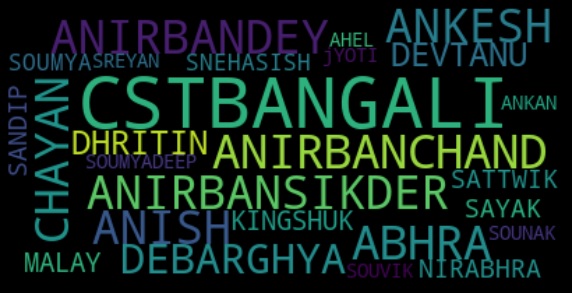 ANIRBANDEY
AHEL
ANKESH
SOUMYASREYAN
SNEHASISH
JYOTI
DEVTANU
SANDIP
CHAYAN
CSTBANGALI
ANKAN
DHRITIN
ANIRBANCHAND
SOUMYADEEP
ANIRBANSIKDER
SATTWIK
SAYAK
ANISH
KINGSHUK
ABHRA
SOUNAK
MALAY
DEBARGHYA
SOUVIK
NIRABHRA